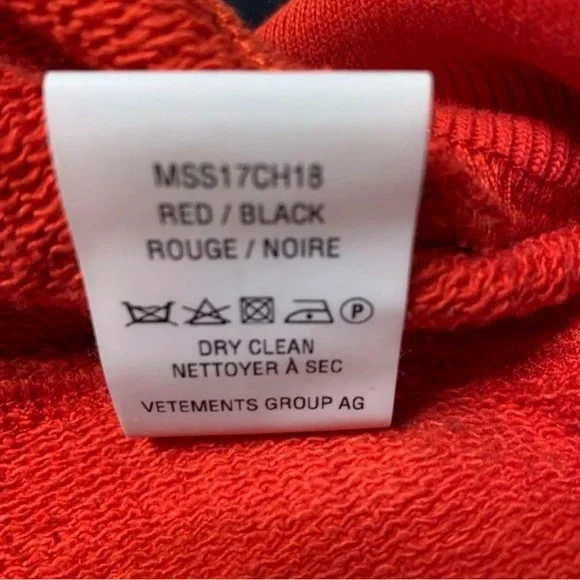 MSS17CH18
RED / BLACK
ROUGE / NOIRE
P
DRY CLEAN
NETTOYER À SEC
VETEMENTS GROUP AG